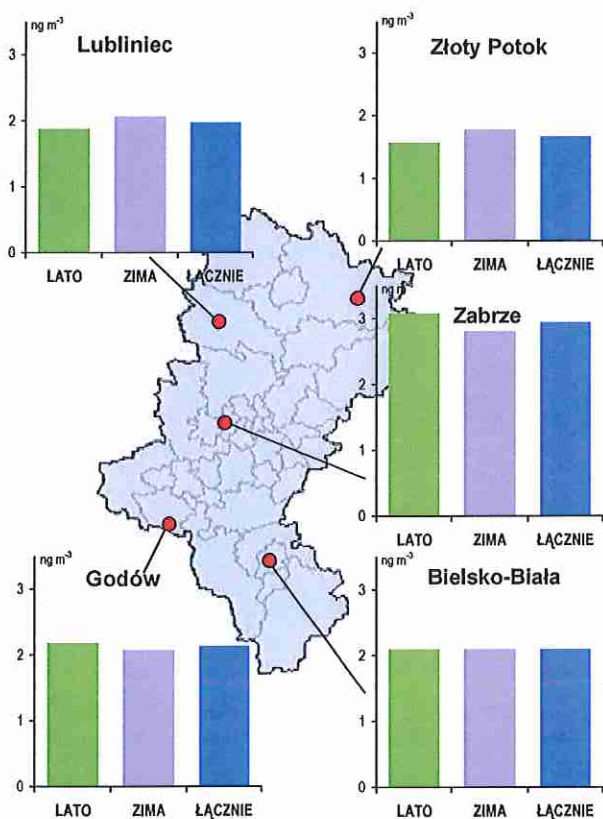 ng m-3
Lubliniec
3
2
1
0
LATO ZIMA ŁĄCZNIE
ng m-3
Złoty Potok
3
2
1
0
LATO ZIMA ŁĄCZNIE
ng m
Zabrze
3
2
1
0
LATO ZIMA ŁĄCZNIE
ng m-3
Godów
3
2
1
0
LATO ZIMA ŁĄCZNIE
ng m-3
Bielsko-Biała
3
2
1
0
LATO ZIMA ŁĄCZNIE